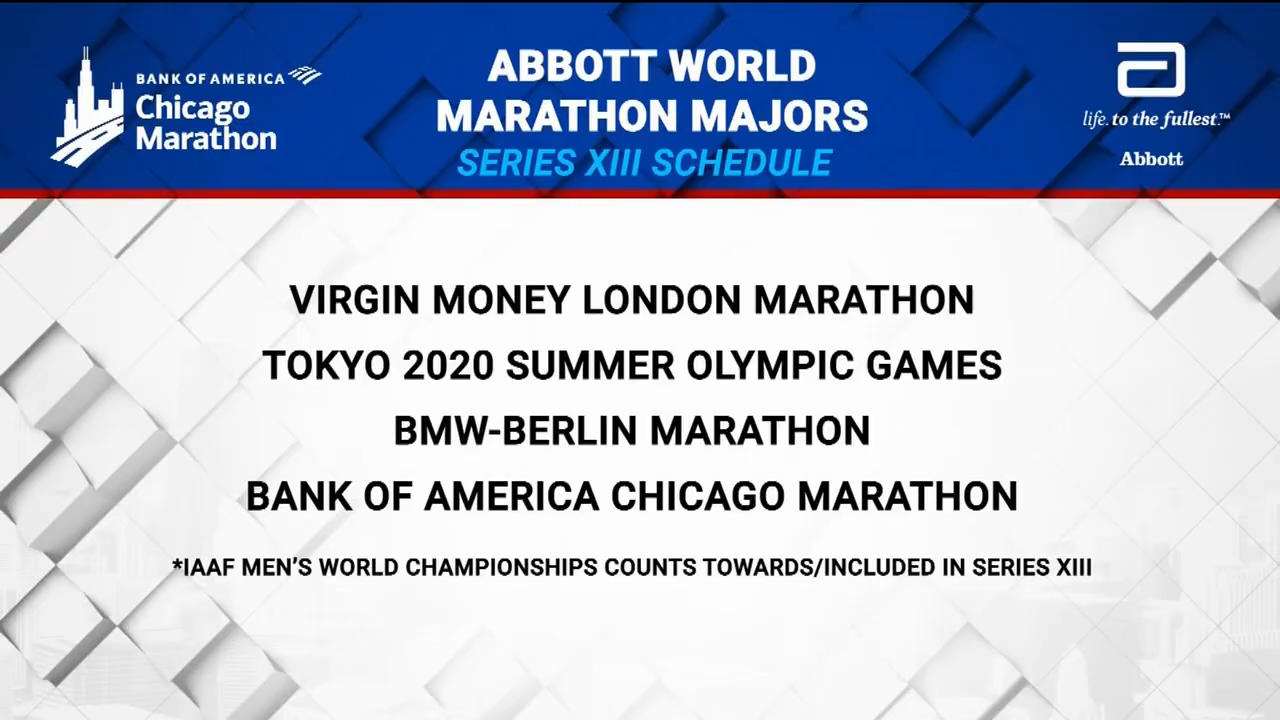 BANK OF AMERICA
Chicago
Marathon
ABBOTT WORLD
MARATHON MAJORS
SERIES XIII SCHEDULE
life. to the fullest.™
Abbott
VIRGIN MONEY LONDON MARATHON
TOKYO 2020 SUMMER OLYMPIC GAMES
BMW-BERLIN MARATHON
BANK OF AMERICA CHICAGO MARATHON
*IAAF MEN'S WORLD CHAMPIONSHIPS COUNTS TOWARDS/INCLUDED IN SERIES XIII